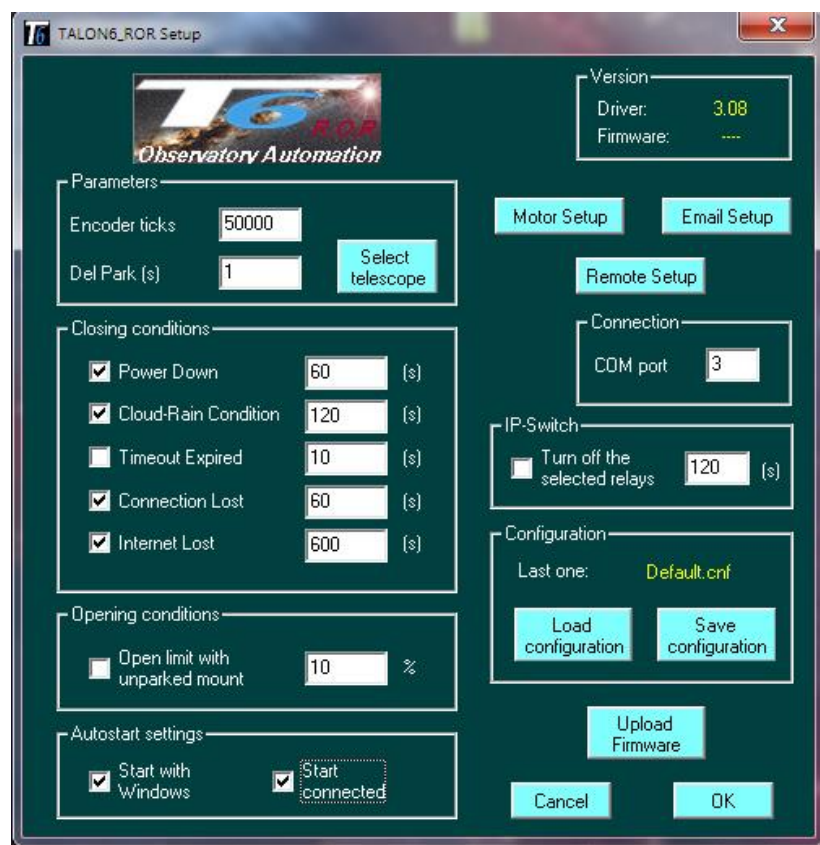 T6 TALON6_ROR Setup
X
T6
R.O.R
Observatory Automation
Version
Driver: 3.08
Firmware: ----
Parameters
Encoder ticks 50000
Del Park (s) 1
Select
telescope
Motor Setup
Email Setup
Remote Setup
Connection
COM port 3
Closing conditions
Power Down 60 (s)
Cloud-Rain Condition 120 (s)
Timeout Expired 10 (s)
Connection Lost 60 (s)
Internet Lost 600 (s)
IP-Switch
Turn off the
selected relays 120 (s)
Configuration
Last one: Default.cnf
Load
configuration
Save
configuration
Opening conditions
Open limit with
unparked mount 10 %
Autostart settings
Start with
Windows
Start
connected
Upload
Firmware
Cancel
OK